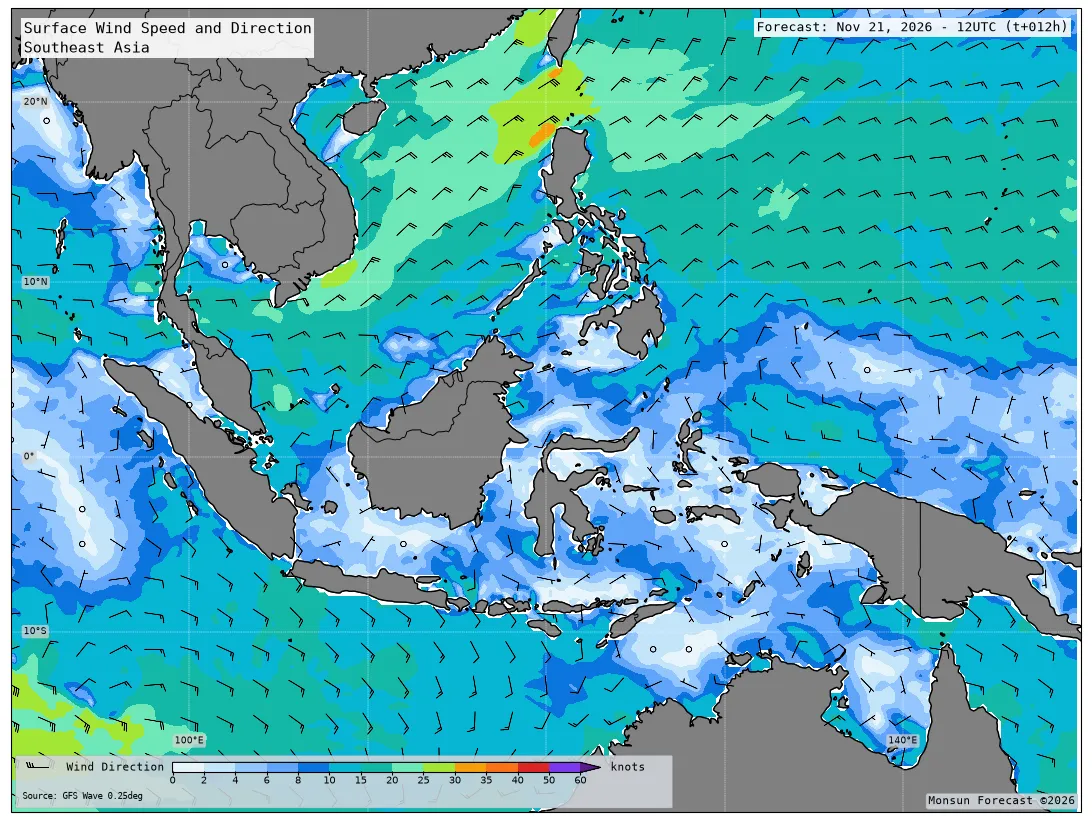 Surface Wind Speed and Direction
Southeast Asia
Forecast: Nov 21, 2026 - 12UTC (t+012h)
20°N
10°N
0°
10°S
100°E
140°E
Wind Direction
0 2 4 6 8 10 15 20 25 30 35 40 50 60
knots
Source: GFS Wave 0.25deg
Monsun Forecast ©2026